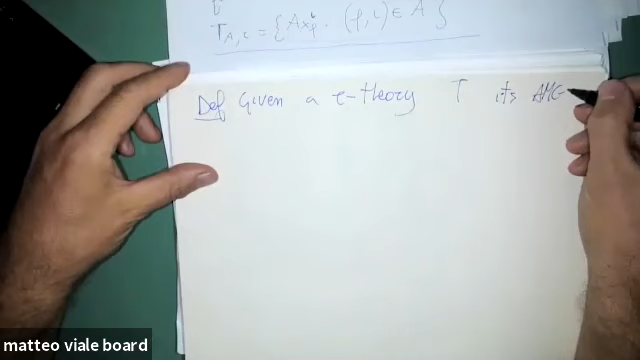 T_{A,τ} = { Ax_φ^i . (φ, i) ∈ A }
Def Given a τ-theory T its AMC
matteo viale board